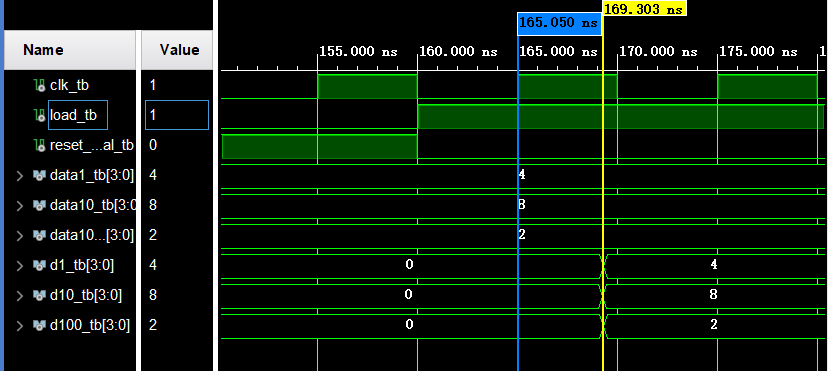 169.303 ns
165.050 ns
Name Value 155.000 ns 160.000 ns 165.000 ns 170.000 ns 175.000 ns 1
clk_tb 1
load_tb 1
reset_...al_tb 0
data1_tb[3:0] 4 4
data10_tb[3:0 8 8
data10...[3:0] 2 2
d1_tb[3:0] 4 0 4
d10_tb[3:0] 8 0 8
d100_tb[3:0] 2 0 2